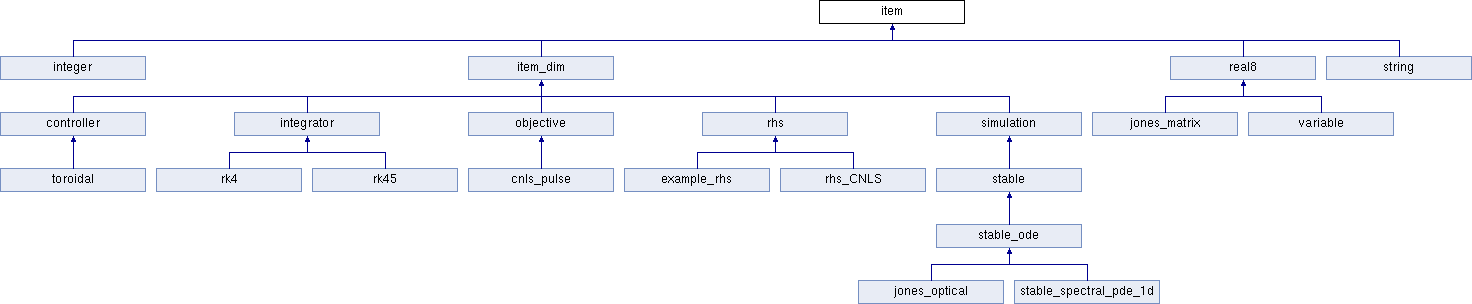 item
integer
item_dim
real8
string
controller
integrator
objective
rhs
simulation
jones_matrix
variable
toroidal
rk4
rk45
cnls_pulse
example_rhs
rhs_CNLS
stable
stable_ode
jones_optical
stable_spectral_pde_1d